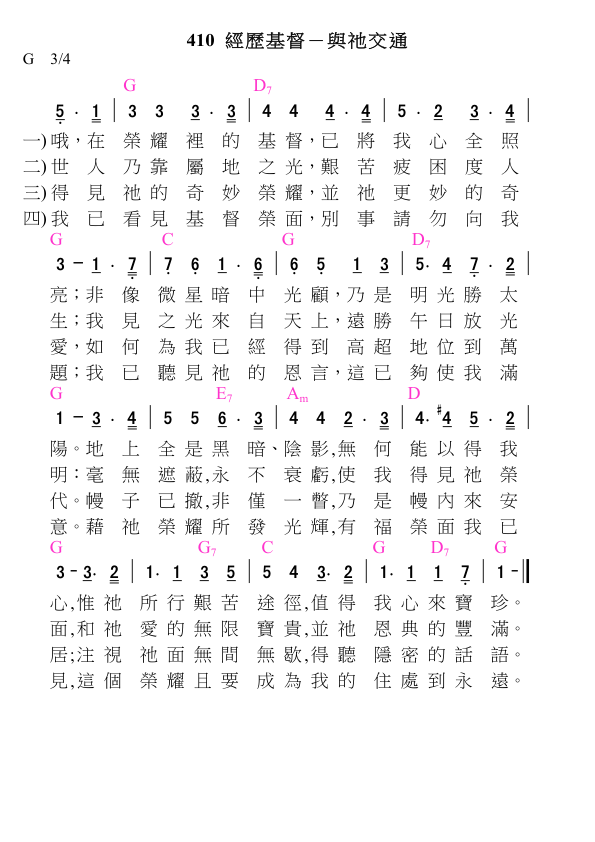 410 經歷基督－與祂交通
G 3/4
G D7
5 . 1 | 3 3 3 . 3 | 4 4 4 . 4 | 5 . 2 3 . 4 |
一) 哦，在 榮 耀 裡 的 基 督，已 將 我 心 全 照
二) 世 人 乃 靠 屬 地 之 光，艱 苦 疲 困 度 人
三) 得 見 祂 的 奇 妙 榮 耀，並 祂 更 妙 的 奇
四) 我 已 看 見 基 督 榮 面，別 事 請 勿 向 我
G C G D7
3 – 1 . 7 | 7 6 1 . 6 | 6 5 1 3 | 5. 4 7 . 2 |
亮；非 像 微 星 暗 中 光 顧，乃 是 明 光 勝 太
生；我 見 之 光 來 自 天 上，遠 勝 午 日 放 光
愛，如 何 為 我 已 經 得 到 高 超 地 位 到 萬
題；我 已 聽 見 祂 的 恩 言，這 已 夠 使 我 滿
G E7 Am D
1 – 3 . 4 | 5 5 6 . 3 | 4 4 2 . 3 | 4. #4 5 . 2 |
陽。地 上 全 是 黑 暗、陰 影,無 何 能 以 得 我
明：毫 無 遮 蔽,永 不 衰 虧,使 我 得 見 祂 榮
代。幔 子 已 撤,非 僅 一 瞥,乃 是 幔 內 來 安
意。藉 祂 榮 耀 所 發 光 輝,有 福 榮 面 我 已
G G7 C G D7 G
3 – 3. 2 | 1. 1 3 5 | 5 4 3. 2 | 1. 1 1 7 | 1 – ‖
心,惟 祂 所 行 艱 苦 途 徑,值 得 我 心 來 寶 珍。
面,和 祂 愛 的 無 限 寶 貴,並 祂 恩 典 的 豐 滿。
居;注 視 祂 面 無 間 無 歇,得 聽 隱 密 的 話 語。
見,這 個 榮 耀 且 要 成 為 我 的 住 處 到 永 遠。